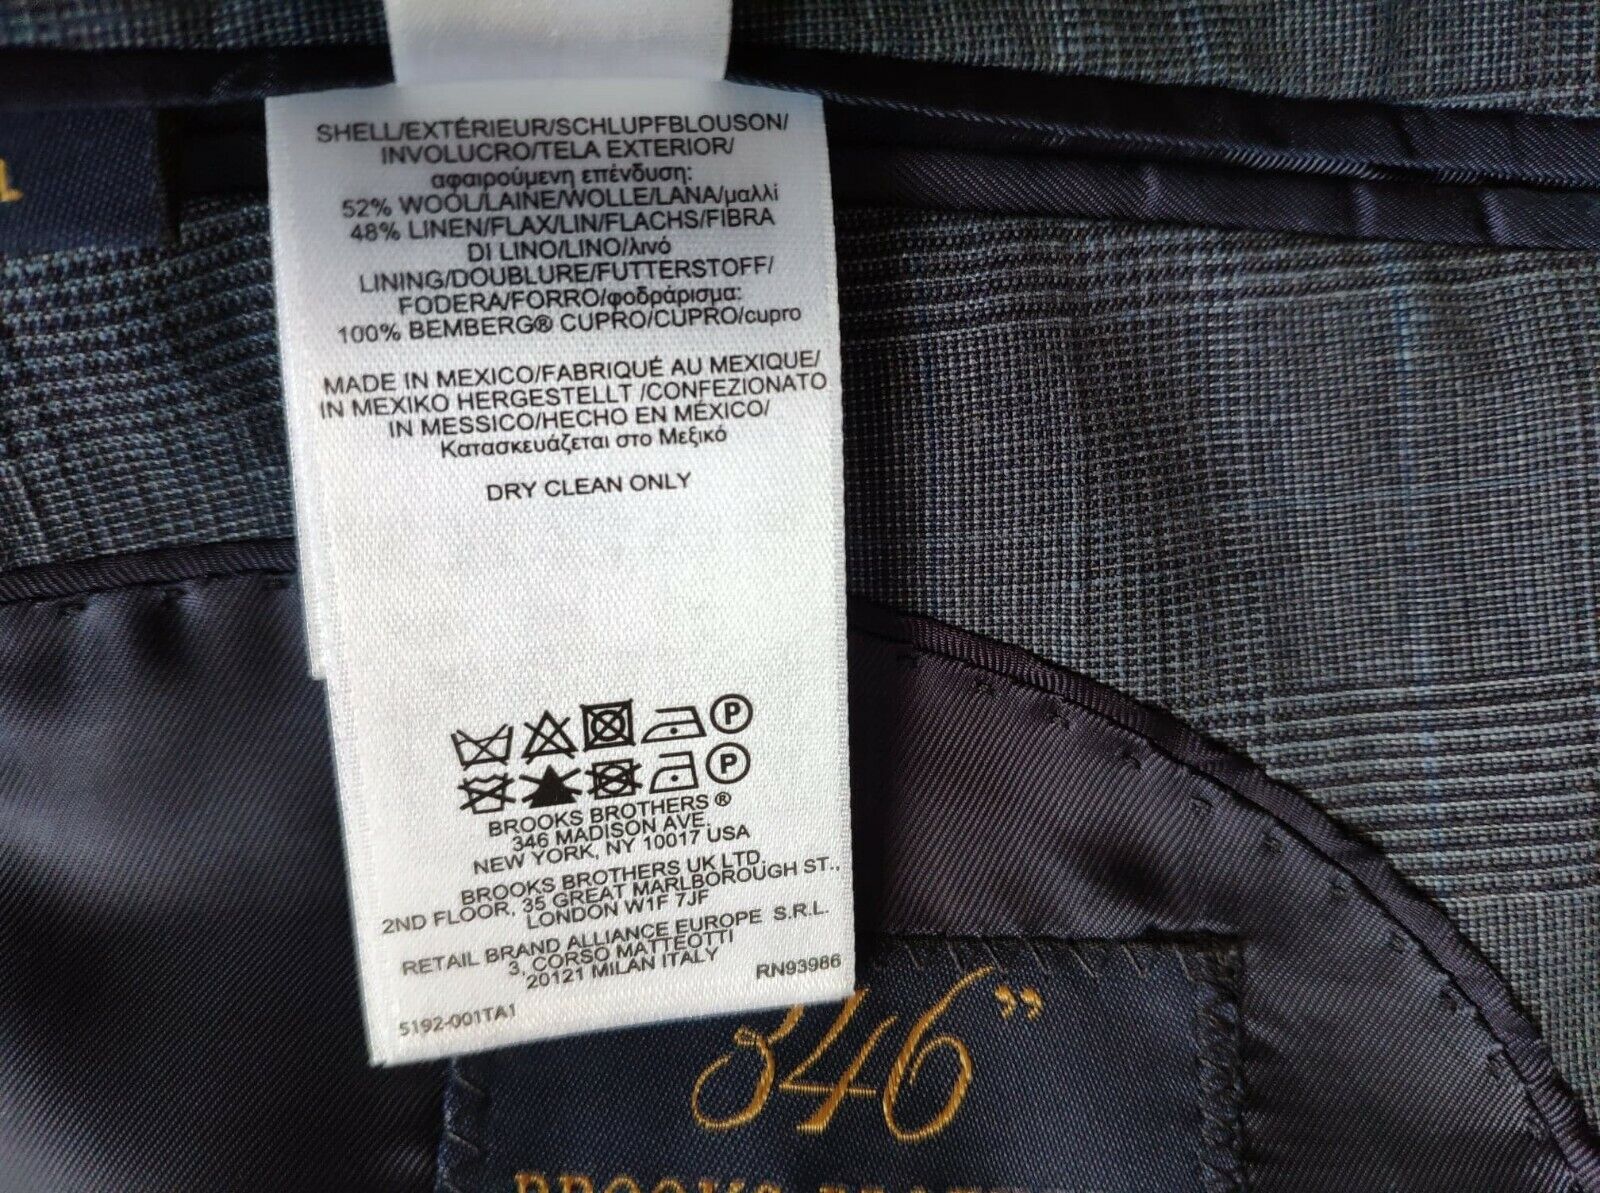 SHELL/EXTÉRIEUR/SCHLUPFBLOUSON/
INVOLUCRO/TELA EXTERIOR/
αφαιρούμενη επένδυση:
52% WOOL/LAINE/WOLLE/LANA/μαλλί
48% LINEN/FLAX/LIN/FLACHS/FIBRA
DI LINO/LINO/λινό
LINING/DOUBLURE/FUTTERSTOFF/
FODERA/FORRO/φοδράρισμα:
100% BEMBERG® CUPRO/CUPRO/cupro
MADE IN MEXICO/FABRIQUÉ AU MEXIQUE/
IN MEXIKO HERGESTELLT /CONFEZIONATO
IN MESSICO/HECHO EN MÉXICO/
Κατασκευάζεται στο Μεξικό
DRY CLEAN ONLY
P
P
BROOKS BROTHERS ®
346 MADISON AVE.
NEW YORK, NY 10017 USA
BROOKS BROTHERS UK LTD.
2ND FLOOR, 35 GREAT MARLBOROUGH ST.,
LONDON W1F 7JF
RETAIL BRAND ALLIANCE EUROPE S.R.L.
3, CORSO MATTEOTTI
20121 MILAN ITALY
RN93986
5192-001TA1
346”
BROOKS